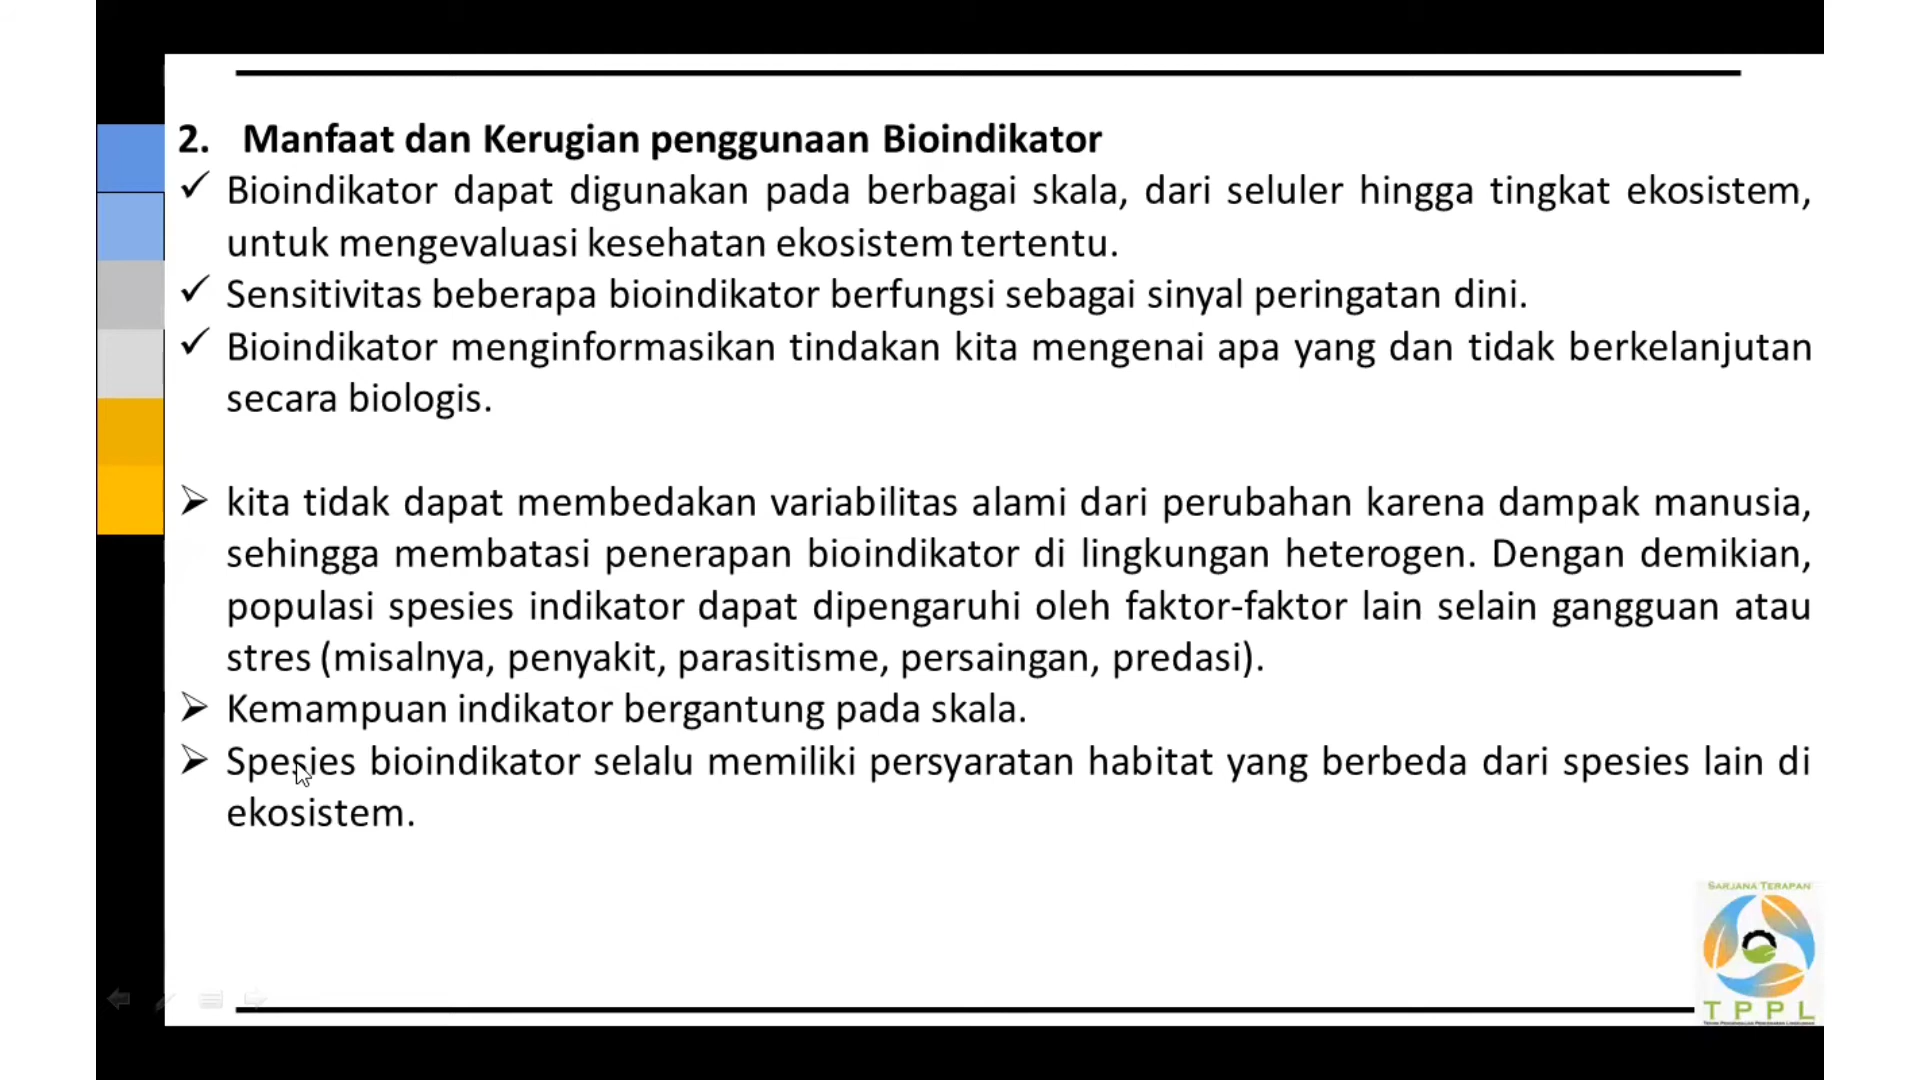 2. Manfaat dan Kerugian penggunaan Bioindikator
✓ Bioindikator dapat digunakan pada berbagai skala, dari seluler hingga tingkat ekosistem,
untuk mengevaluasi kesehatan ekosistem tertentu.
✓ Sensitivitas beberapa bioindikator berfungsi sebagai sinyal peringatan dini.
✓ Bioindikator menginformasikan tindakan kita mengenai apa yang dan tidak berkelanjutan
secara biologis.
➢ kita tidak dapat membedakan variabilitas alami dari perubahan karena dampak manusia,
sehingga membatasi penerapan bioindikator di lingkungan heterogen. Dengan demikian,
populasi spesies indikator dapat dipengaruhi oleh faktor-faktor lain selain gangguan atau
stres (misalnya, penyakit, parasitisme, persaingan, predasi).
➢ Kemampuan indikator bergantung pada skala.
➢ Spesies bioindikator selalu memiliki persyaratan habitat yang berbeda dari spesies lain di
ekosistem.
SARJANA TERAPAN
TPPL